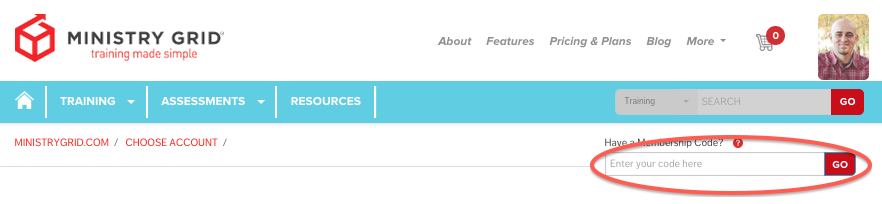 MINISTRY GRID®
training made simple
About Features Pricing & Plans Blog More 0
TRAINING ASSESSMENTS RESOURCES Training SEARCH GO
MINISTRYGRID.COM / CHOOSE ACCOUNT /
Have a Membership Code? ?
Enter your code here GO